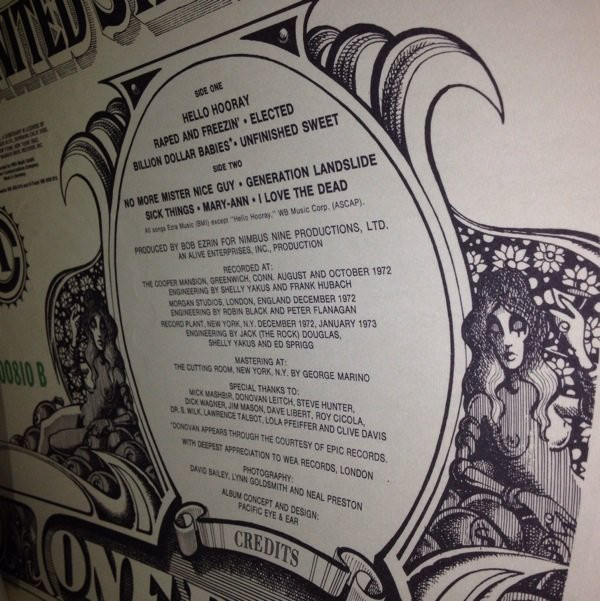 NITED S
SIDE ONE
HELLO HOORAY
RAPED AND FREEZIN' • ELECTED
BILLION DOLLAR BABIES* • UNFINISHED SWEET
SIDE TWO
NO MORE MISTER NICE GUY • GENERATION LANDSLIDE
SICK THINGS • MARY-ANN • I LOVE THE DEAD
All songs Ezra Music (BMI) except "Hello Hooray," WB Music Corp. (ASCAP).
PRODUCED BY BOB EZRIN FOR NIMBUS NINE PRODUCTIONS, LTD.
AN ALIVE ENTERPRISES, INC., PRODUCTION
RECORDED AT:
THE COOPER MANSION, GREENWICH, CONN. AUGUST AND OCTOBER 1972
ENGINEERING BY SHELLY YAKUS AND FRANK HUBACH
MORGAN STUDIOS, LONDON, ENGLAND DECEMBER 1972
ENGINEERING BY ROBIN BLACK AND PETER FLANAGAN
RECORD PLANT, NEW YORK, N.Y. DECEMBER 1972, JANUARY 1973
ENGINEERING BY JACK (THE ROCK) DOUGLAS,
SHELLY YAKUS AND ED SPRIGG
MASTERING AT:
THE CUTTING ROOM, NEW YORK, N.Y. BY GEORGE MARINO
SPECIAL THANKS TO:
MICK MASHBIR, DONOVAN LEITCH, STEVE HUNTER,
DICK WAGNER, JIM MASON, DAVE LIBERT, ROY CICOLA,
DR. S. WILK, LAWRENCE TALBOT, LOLA PFEIFFER AND CLIVE DAVIS
*DONOVAN APPEARS THROUGH THE COURTESY OF EPIC RECORDS.
WITH DEEPEST APPRECIATION TO WEA RECORDS, LONDON
PHOTOGRAPHY:
DAVID BAILEY, LYNN GOLDSMITH AND NEAL PRESTON
ALBUM CONCEPT AND DESIGN:
PACIFIC EYE & EAR
00810 B
CREDITS
ONE